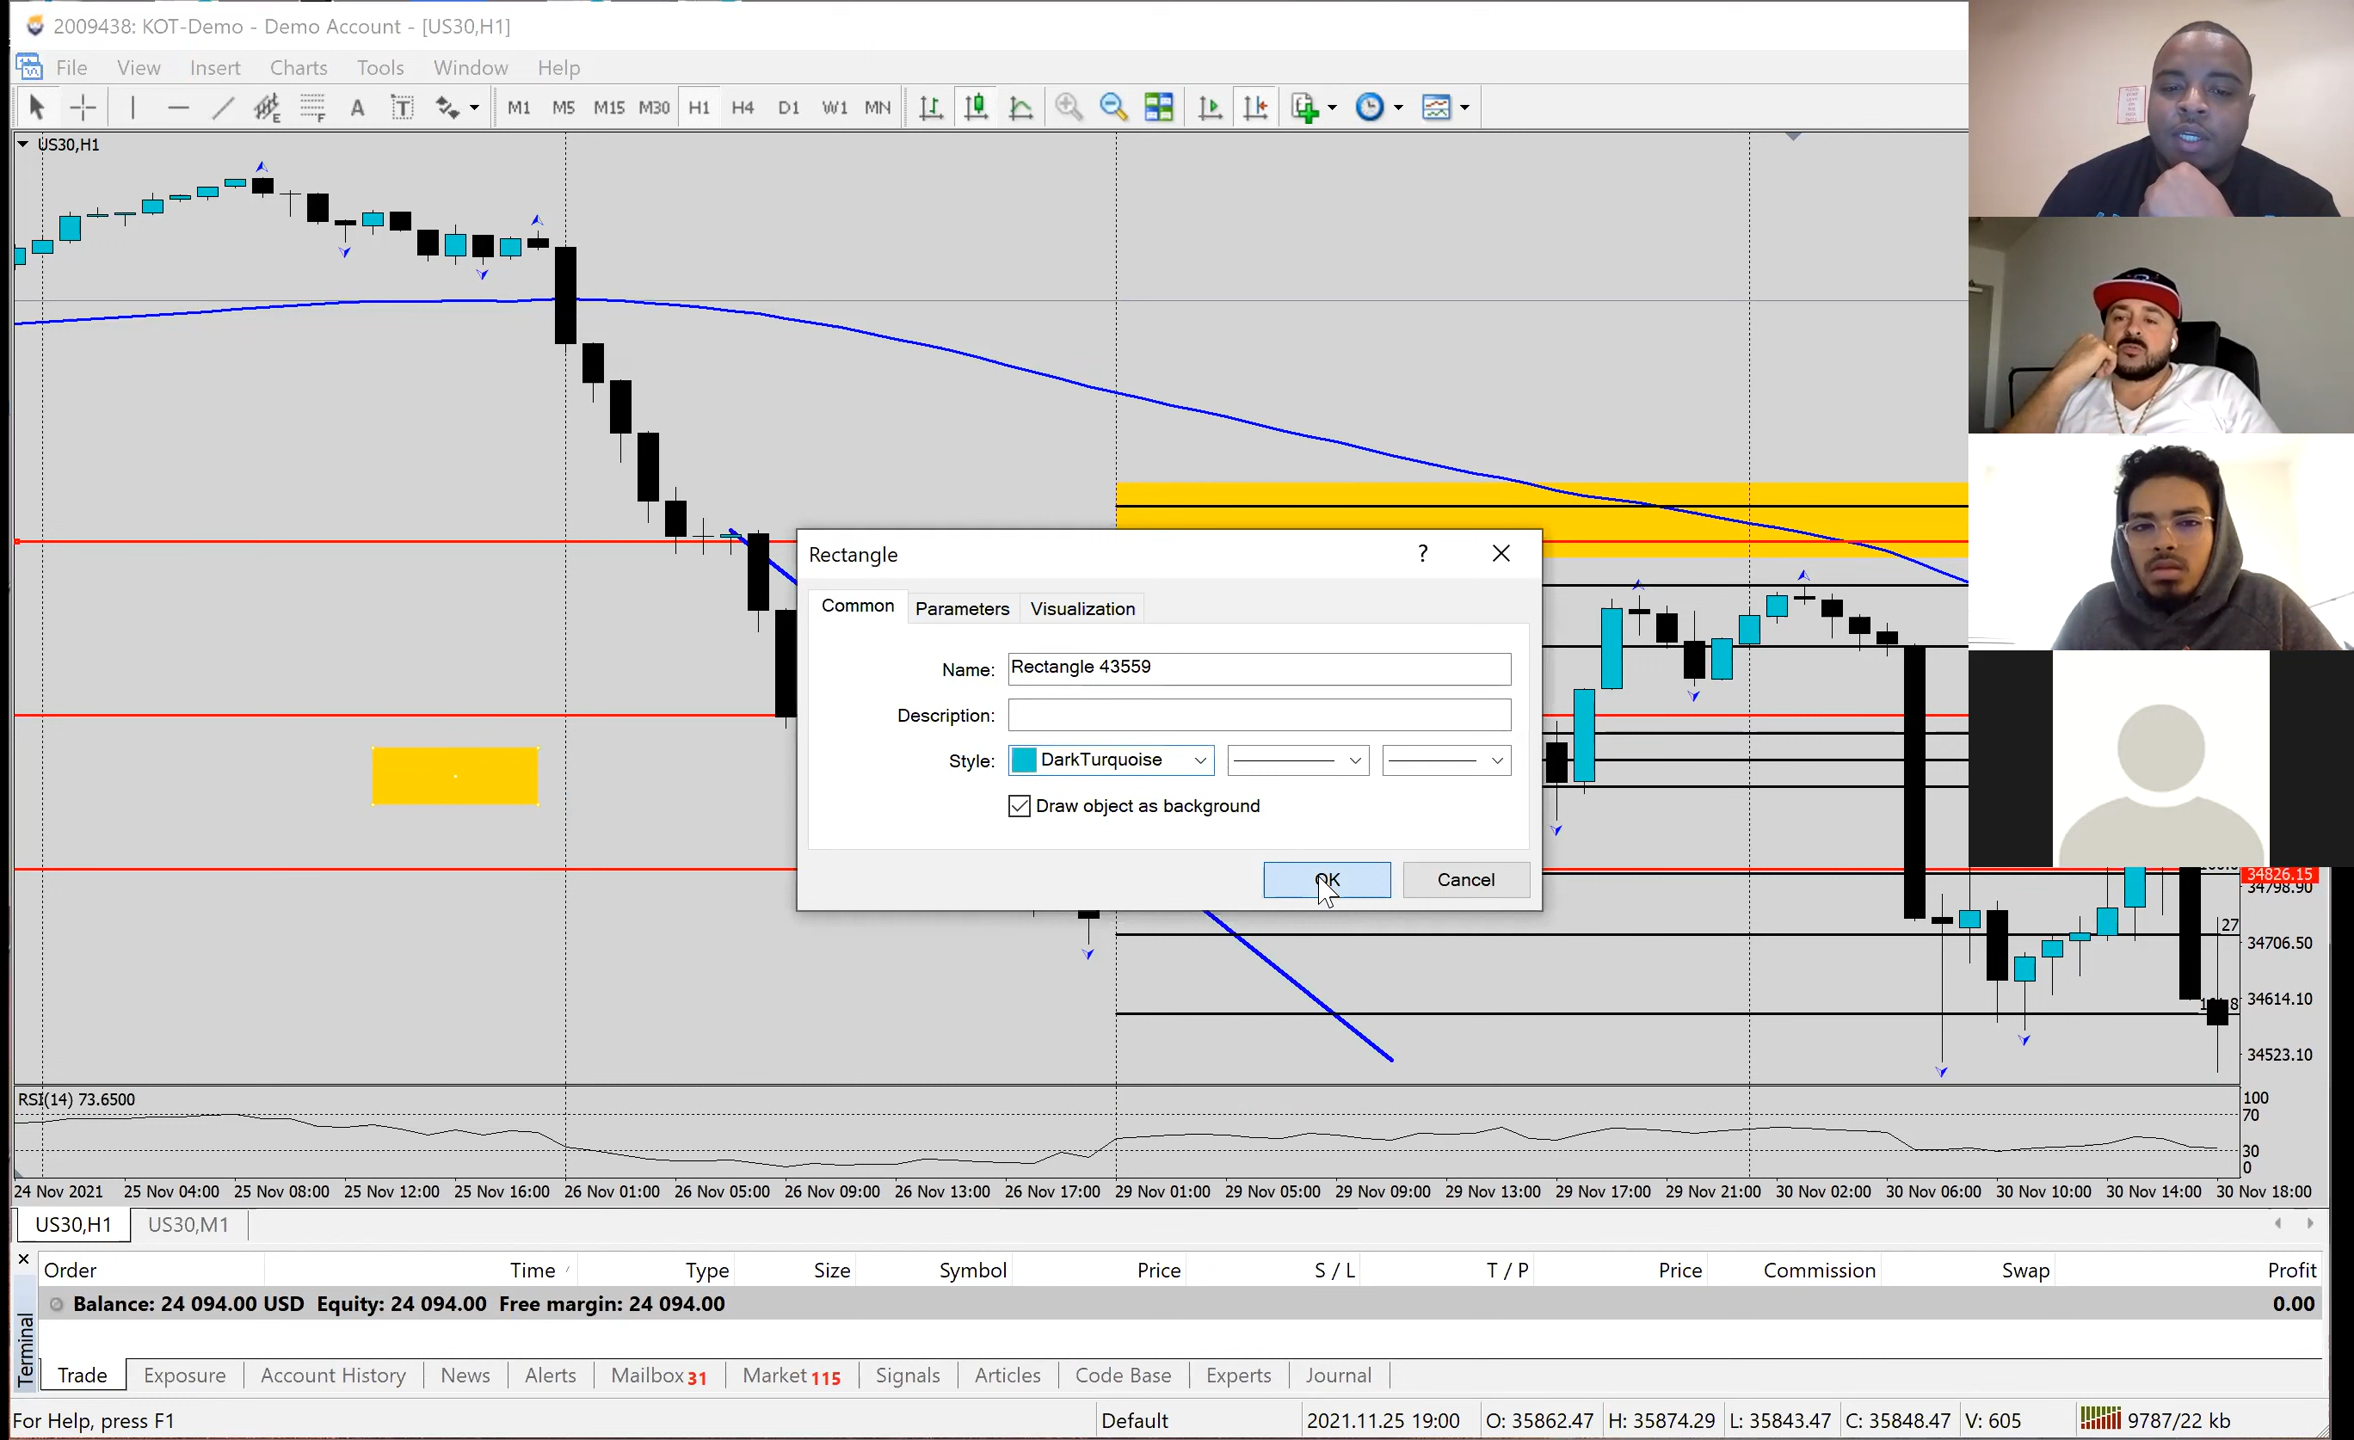 2009438: KOT-Demo - Demo Account - [US30,H1]
File View Insert Charts Tools Window Help
E F A T M1 M5 M15 M30 H1 H4 D1 W1 MN
US30,H1
Rectangle ? ×
Common Parameters Visualization
Name: Rectangle 43559
Description:
Style: DarkTurquoise
Draw object as background
OK Cancel
34826.15
34798.90
27
34706.50
34614.10
34523.10
RSI(14) 73.6500
100
70
30
0
24 Nov 2021 25 Nov 04:00 25 Nov 08:00 25 Nov 12:00 25 Nov 16:00 26 Nov 01:00 26 Nov 05:00 26 Nov 09:00 26 Nov 13:00 26 Nov 17:00 29 Nov 01:00 29 Nov 05:00 29 Nov 09:00 29 Nov 13:00 29 Nov 17:00 29 Nov 21:00 30 Nov 02:00 30 Nov 06:00 30 Nov 10:00 30 Nov 14:00 30 Nov 18:00
US30,H1 US30,M1
Order Time Type Size Symbol Price S / L T / P Price Commission Swap Profit
Balance: 24 094.00 USD Equity: 24 094.00 Free margin: 24 094.00 0.00
Terminal
Trade Exposure Account History News Alerts Mailbox 31 Market 115 Signals Articles Code Base Experts Journal
For Help, press F1 Default 2021.11.25 19:00 O: 35862.47 H: 35874.29 L: 35843.47 C: 35848.47 V: 605 9787/22 kb